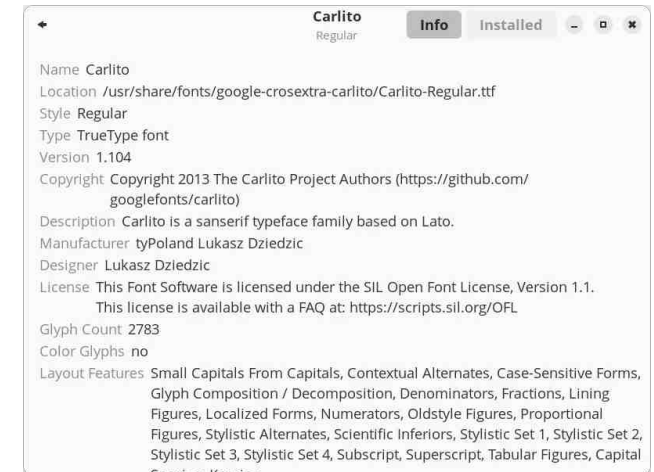 Carlito
Regular
Info
Installed
Name Carlito
Location /usr/share/fonts/google-crosextra-carlito/Carlito-Regular.ttf
Style Regular
Type TrueType font
Version 1.104
Copyright Copyright 2013 The Carlito Project Authors (https://github.com/
googlefonts/carlito)
Description Carlito is a sanserif typeface family based on Lato.
Manufacturer tyPoland Lukasz Dziedzic
Designer Lukasz Dziedzic
License This Font Software is licensed under the SIL Open Font License, Version 1.1.
This license is available with a FAQ at: https://scripts.sil.org/OFL
Glyph Count 2783
Color Glyphs no
Layout Features Small Capitals From Capitals, Contextual Alternates, Case-Sensitive Forms,
Glyph Composition / Decomposition, Denominators, Fractions, Lining
Figures, Localized Forms, Numerators, Oldstyle Figures, Proportional
Figures, Stylistic Alternates, Scientific Inferiors, Stylistic Set 1, Stylistic Set 2,
Stylistic Set 3, Stylistic Set 4, Subscript, Superscript, Tabular Figures, Capital